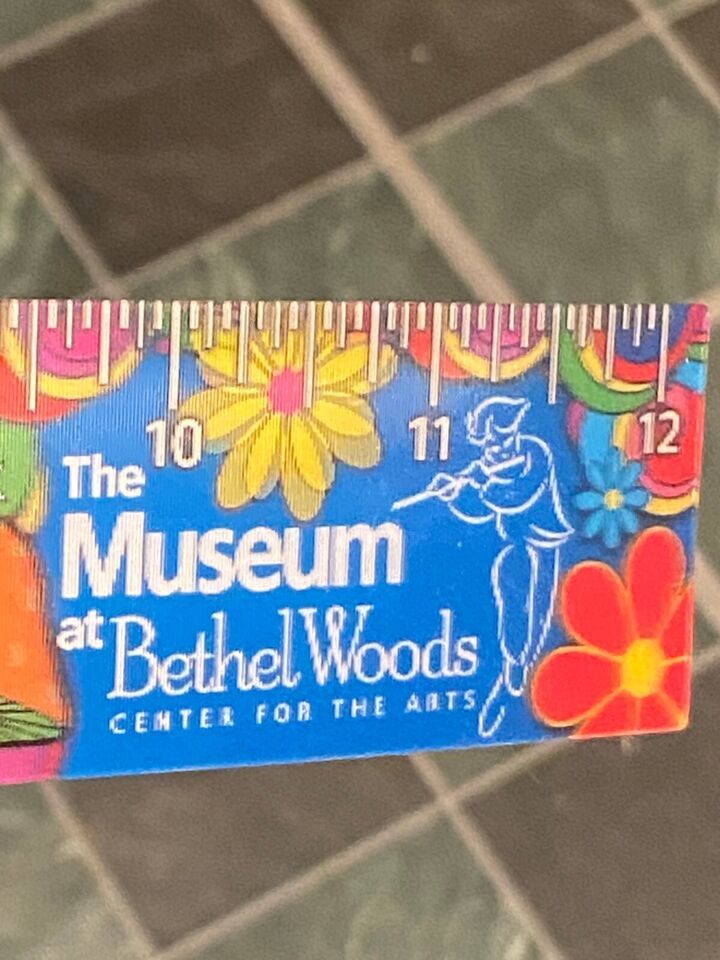 10 11 12
The
Museum
at Bethel Woods
CENTER FOR THE ARTS